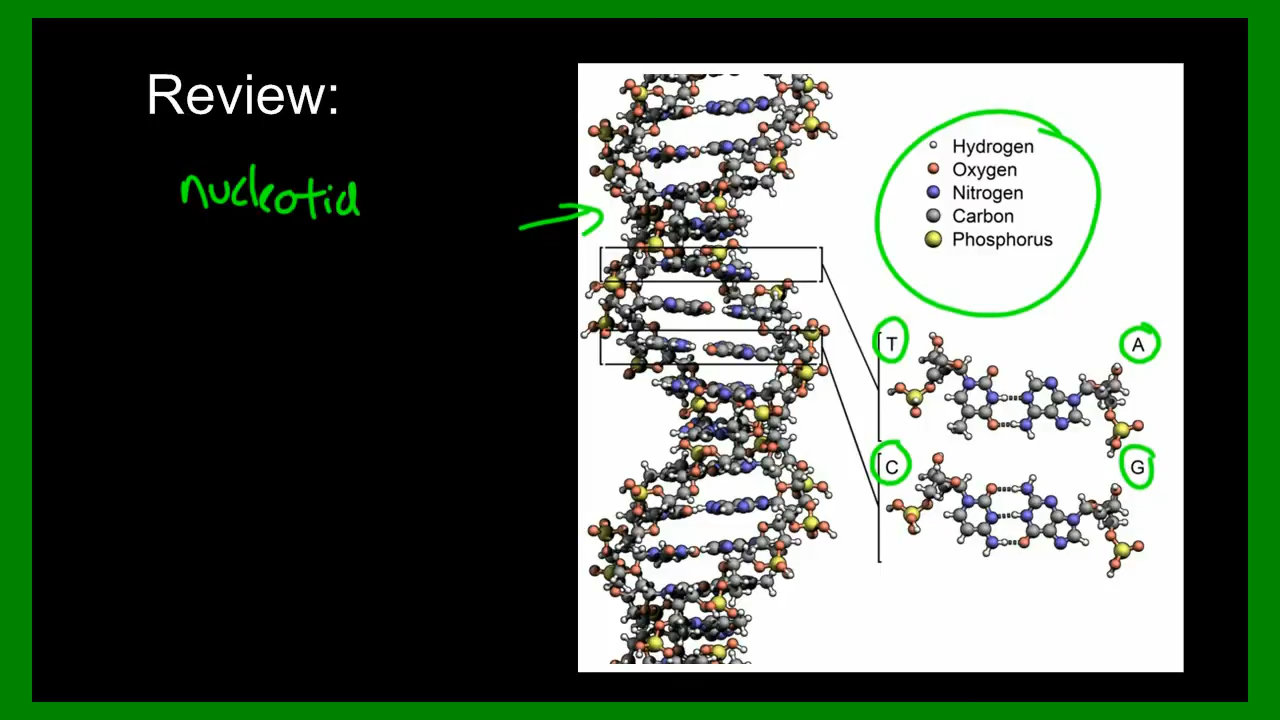 Review:
nucleotid
Hydrogen
Oxygen
Nitrogen
Carbon
Phosphorus
T A
C G